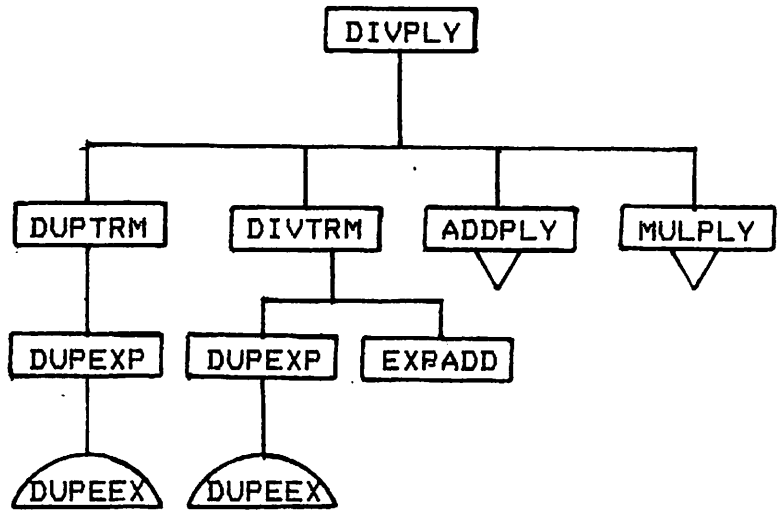 DIVPLY
DUPTRM DIVTRM ADDPLY MULPLY
DUPEXP DUPEXP EXPADD
DUPEEX DUPEEX